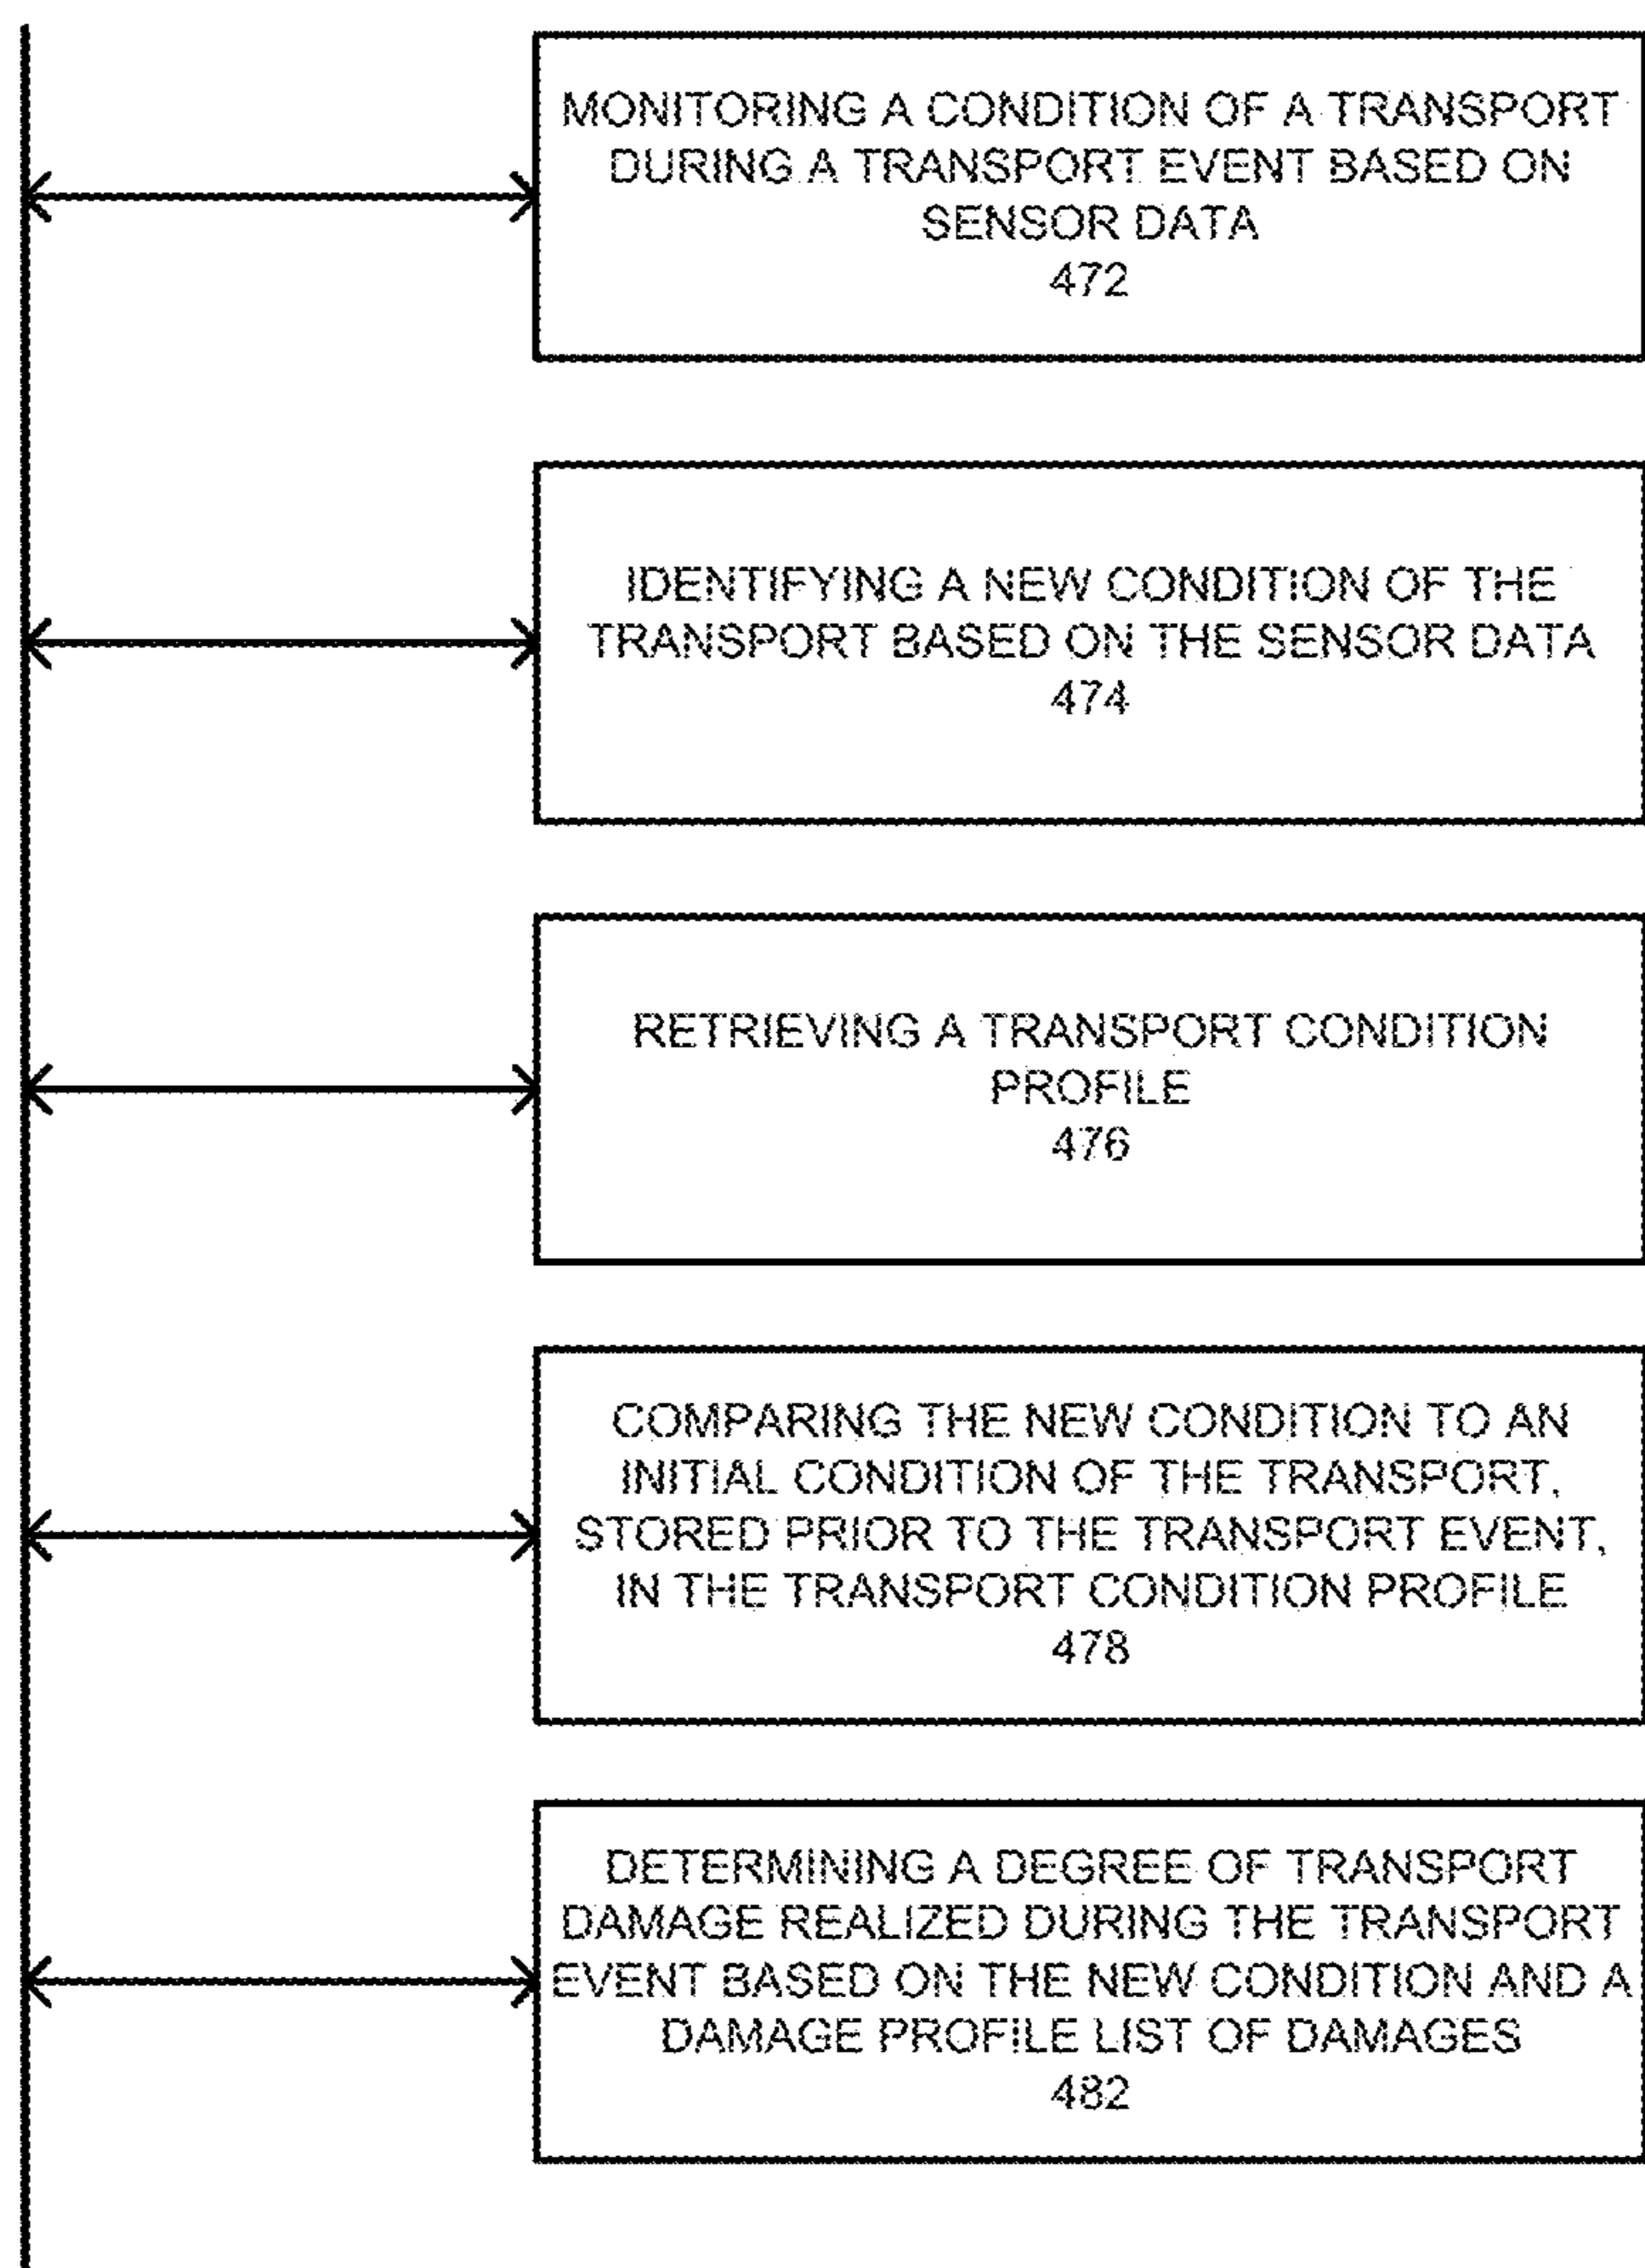 MONITORING A CONDITION OF A TRANSPORT
DURING A TRANSPORT EVENT BASED ON
SENSOR DATA
472
IDENTIFYING A NEW CONDITION OF THE
TRANSPORT BASED ON THE SENSOR DATA
474
RETRIEVING A TRANSPORT CONDITION
PROFILE
476
COMPARING THE NEW CONDITION TO AN
INITIAL CONDITION OF THE TRANSPORT,
STORED PRIOR TO THE TRANSPORT EVENT,
IN THE TRANSPORT CONDITION PROFILE
478
DETERMINING A DEGREE OF TRANSPORT
DAMAGE REALIZED DURING THE TRANSPORT
EVENT BASED ON THE NEW CONDITION AND A
DAMAGE PROFILE LIST OF DAMAGES
482